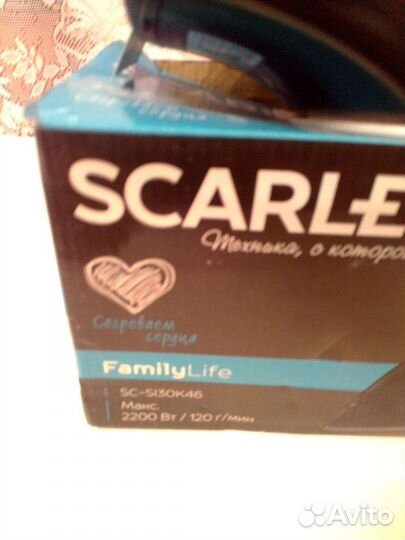 SCARLE
Техника, о которо
Согреваем
сердца
FamilyLife
SC-SI30K46
Макс.
2200 Вт / 120 г/мин
Avito